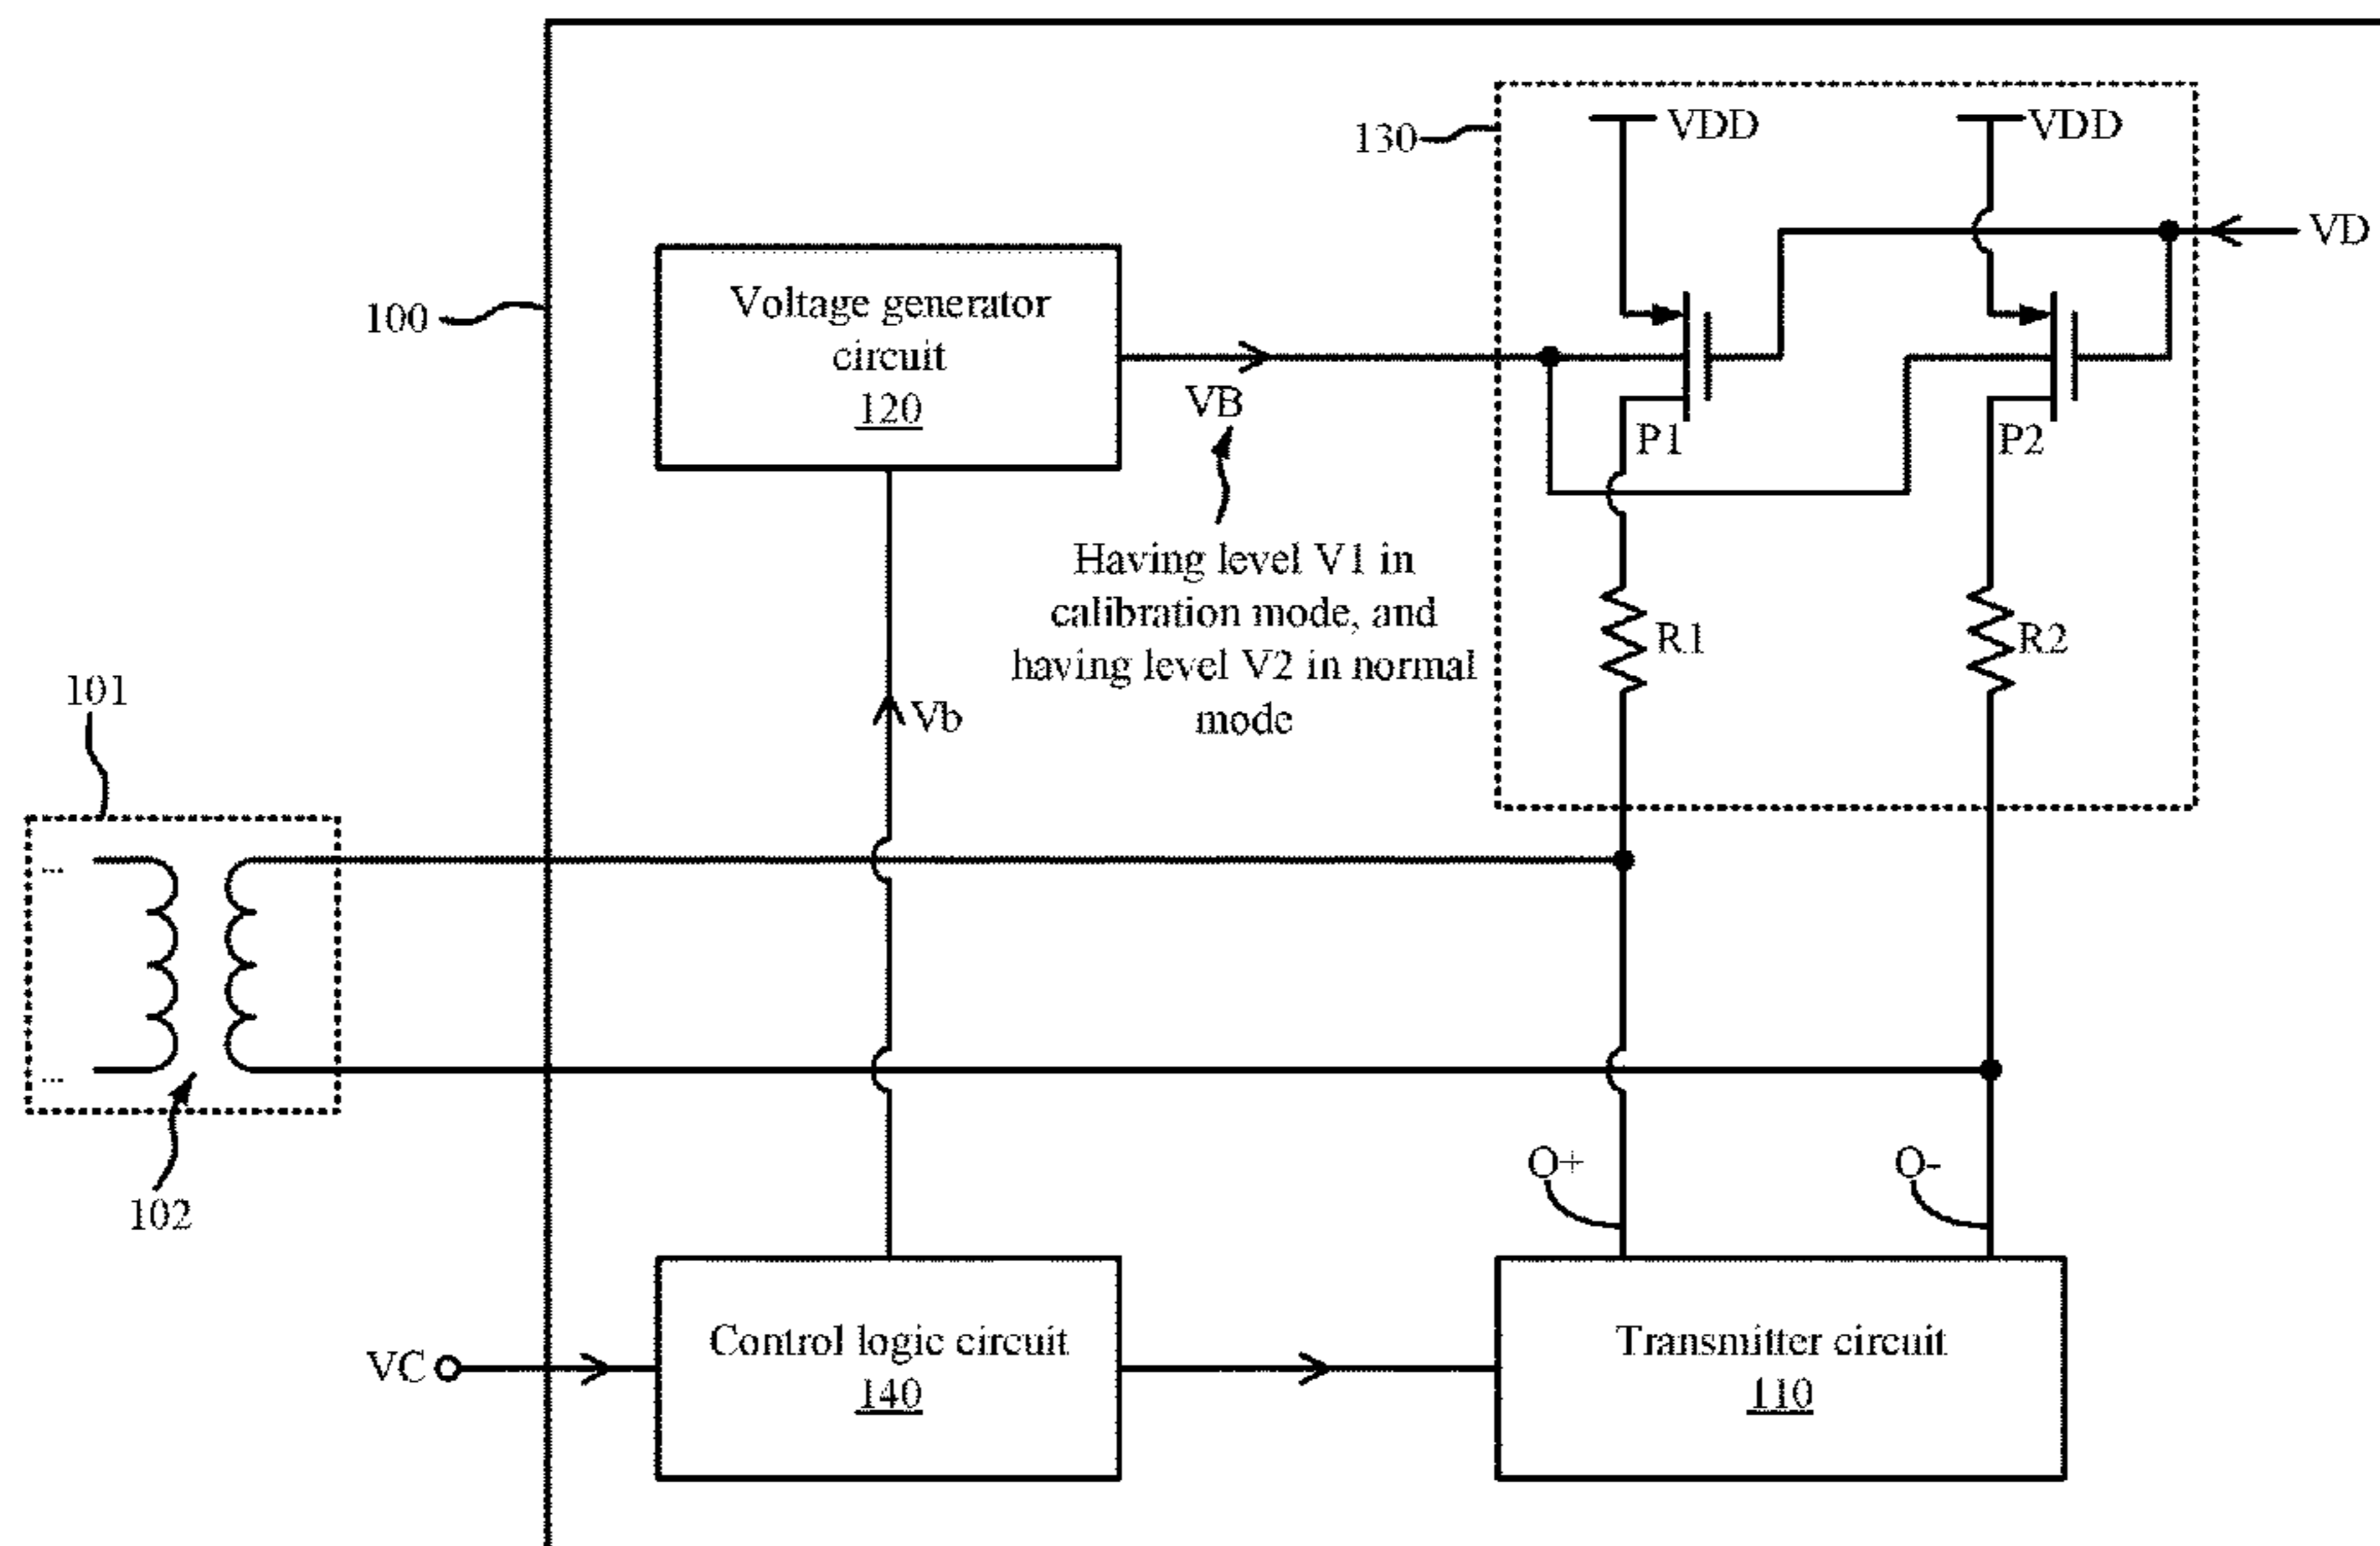 130
VDD
VDD
VD
100
Voltage generator
circuit
120
VB
P1
P2
Having level V1 in
calibration mode, and
having level V2 in normal
mode
R1
R2
101
Vb
...
...
102
O+
O-
VC
Control logic circuit
140
Transmitter circuit
110